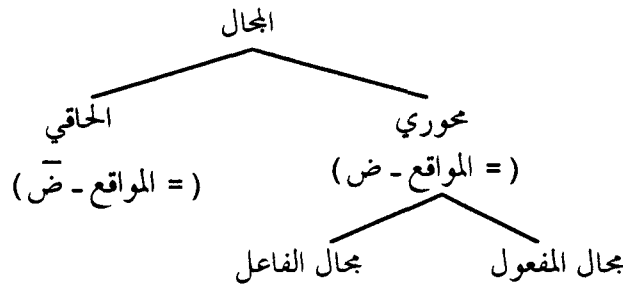 المجال
محوري الحاقي
( = المواقع - ض) ( = المواقع - ض̄)
مجال المفعول مجال الفاعل